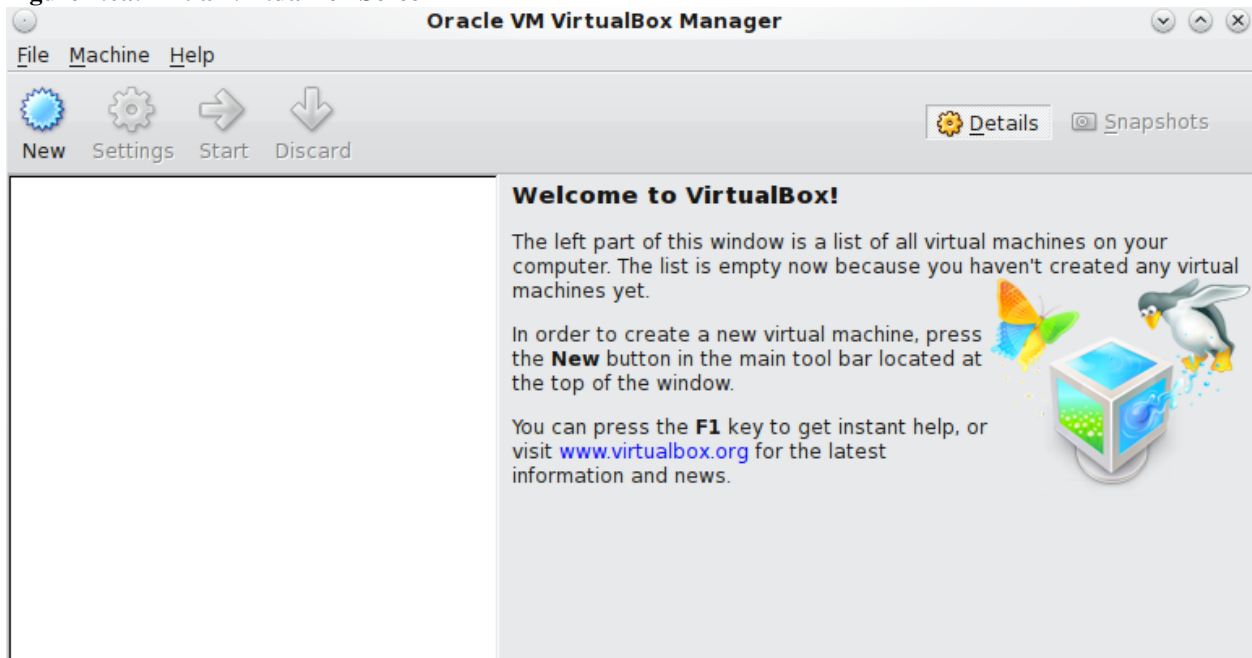 Oracle VM VirtualBox Manager
File Machine Help
New Settings Start Discard
Details Snapshots
Welcome to VirtualBox!
The left part of this window is a list of all virtual machines on your
computer. The list is empty now because you haven't created any virtual
machines yet.
In order to create a new virtual machine, press
the New button in the main tool bar located at
the top of the window.
You can press the F1 key to get instant help, or
visit www.virtualbox.org for the latest
information and news.